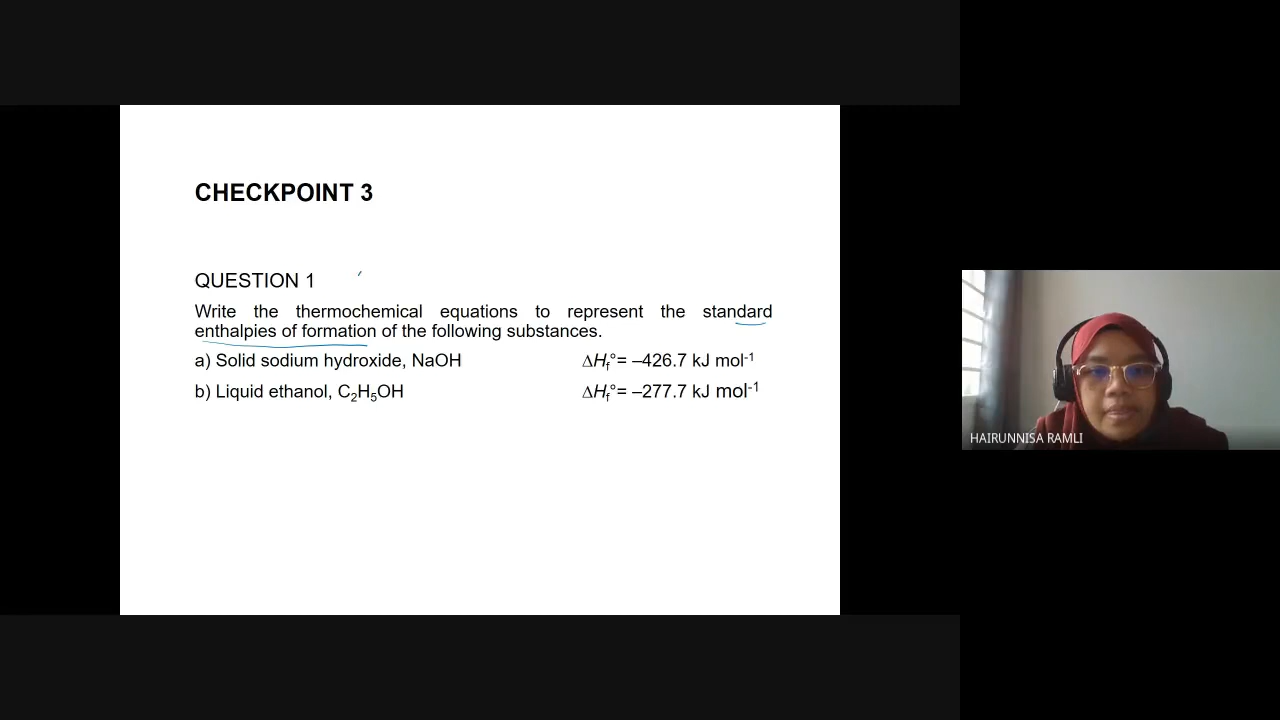 CHECKPOINT 3
QUESTION 1
Write the thermochemical equations to represent the standard
enthalpies of formation of the following substances.
a) Solid sodium hydroxide, NaOH ΔHf°= –426.7 kJ mol-1
b) Liquid ethanol, C2H5OH ΔHf°= –277.7 kJ mol-1
HAIRUNNISA RAMLI